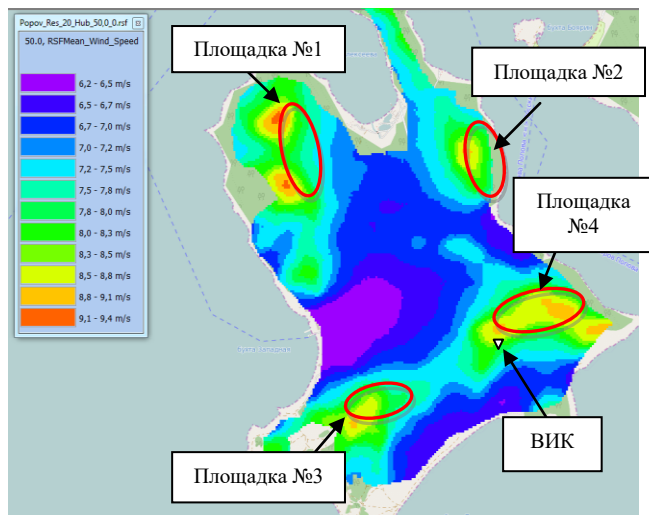 Popov_Res_20_Hub_50,0_0.rsf
50.0, RSFMean_Wind_Speed
6,2 - 6,5 m/s
6,5 - 6,7 m/s
6,7 - 7,0 m/s
7,0 - 7,2 m/s
7,2 - 7,5 m/s
7,5 - 7,8 m/s
7,8 - 8,0 m/s
8,0 - 8,3 m/s
8,3 - 8,5 m/s
8,5 - 8,8 m/s
8,8 - 9,1 m/s
9,1 - 9,4 m/s
Площадка №1
Площадка №2
Площадка
№4
Площадка №3
ВИК
Бухта Западная